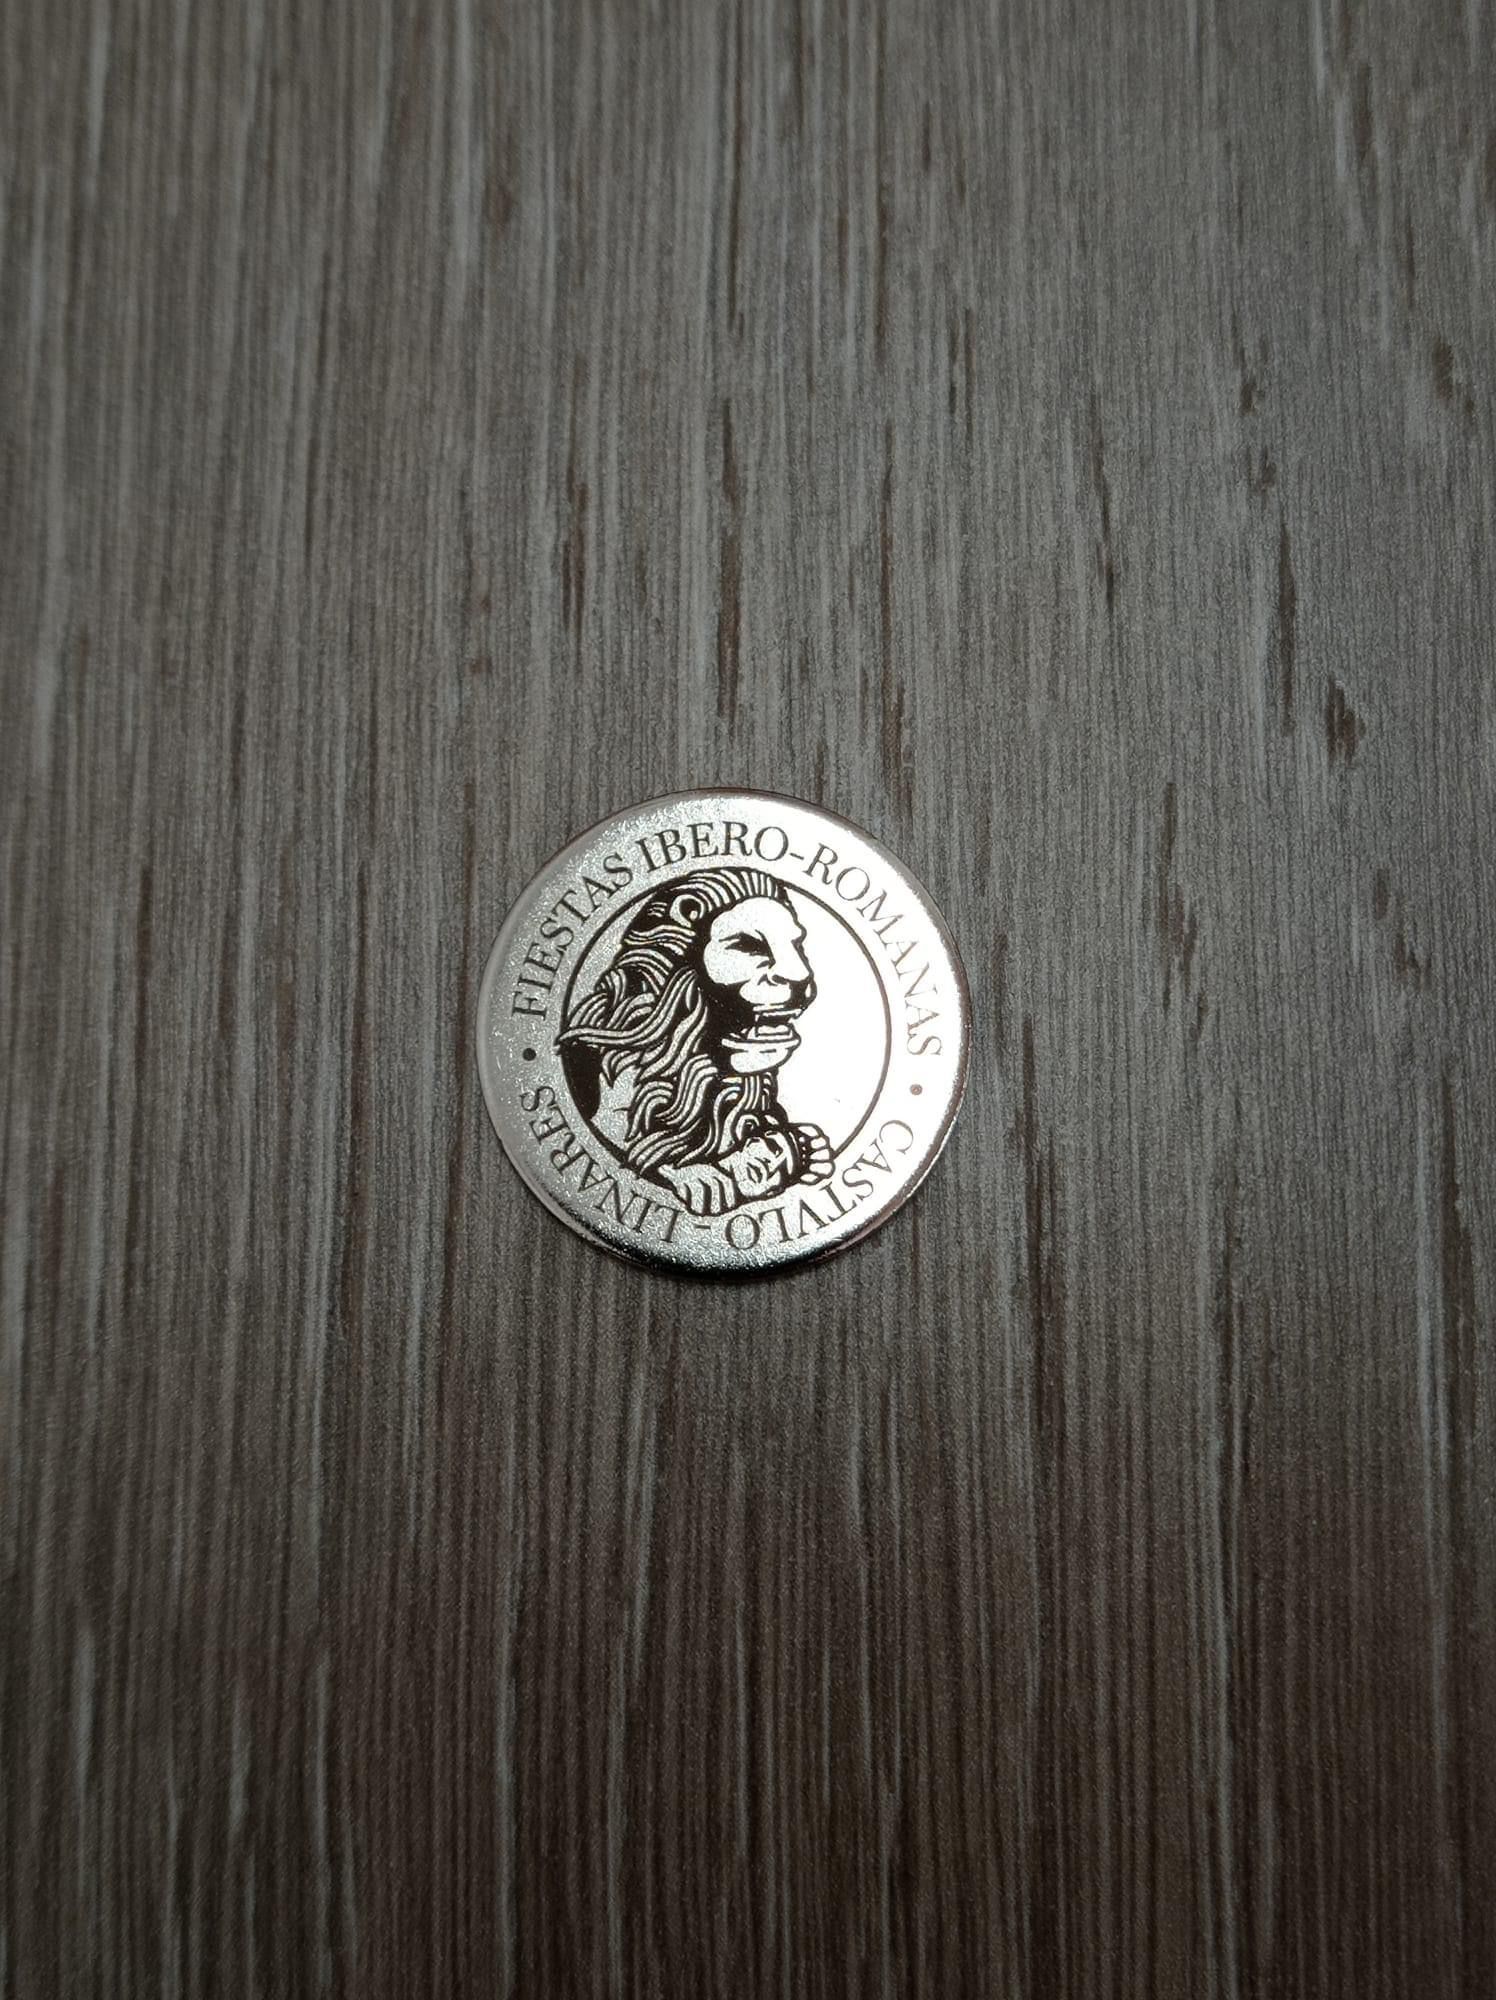 FIESTAS IBERO-ROMANAS
• CASTVLO - LINARES •